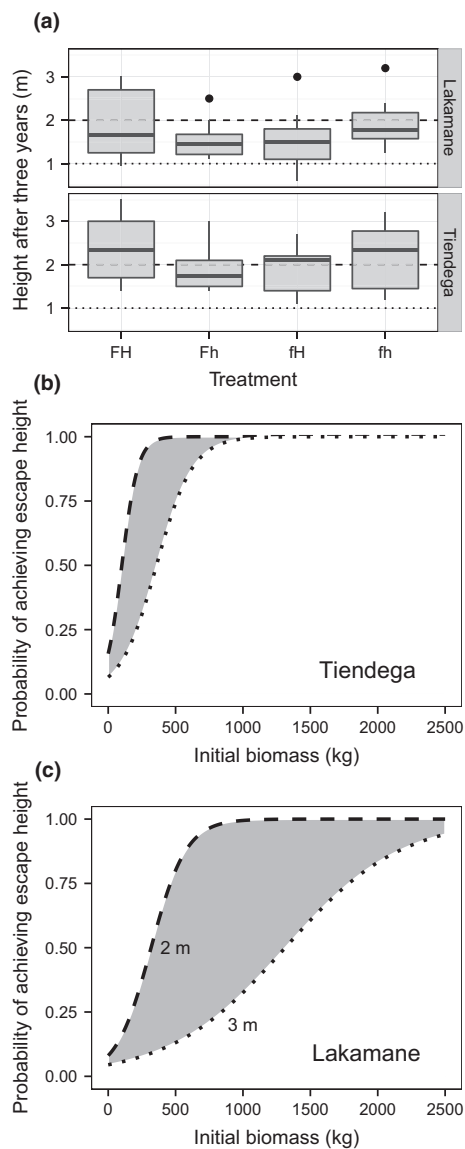 (a)
Height after three years (m)
3
2
1
Lakamane
3
2
1
Tiendega
FH Fh fH fh
Treatment
(b)
Probability of achieving escape height
1.00
0.75
0.50
0.25
0.00
Tiendega
0 500 1000 1500 2000 2500
Initial biomass (kg)
(c)
Probability of achieving escape height
1.00
0.75
0.50
0.25
0.00
2 m
3 m
Lakamane
0 500 1000 1500 2000 2500
Initial biomass (kg)